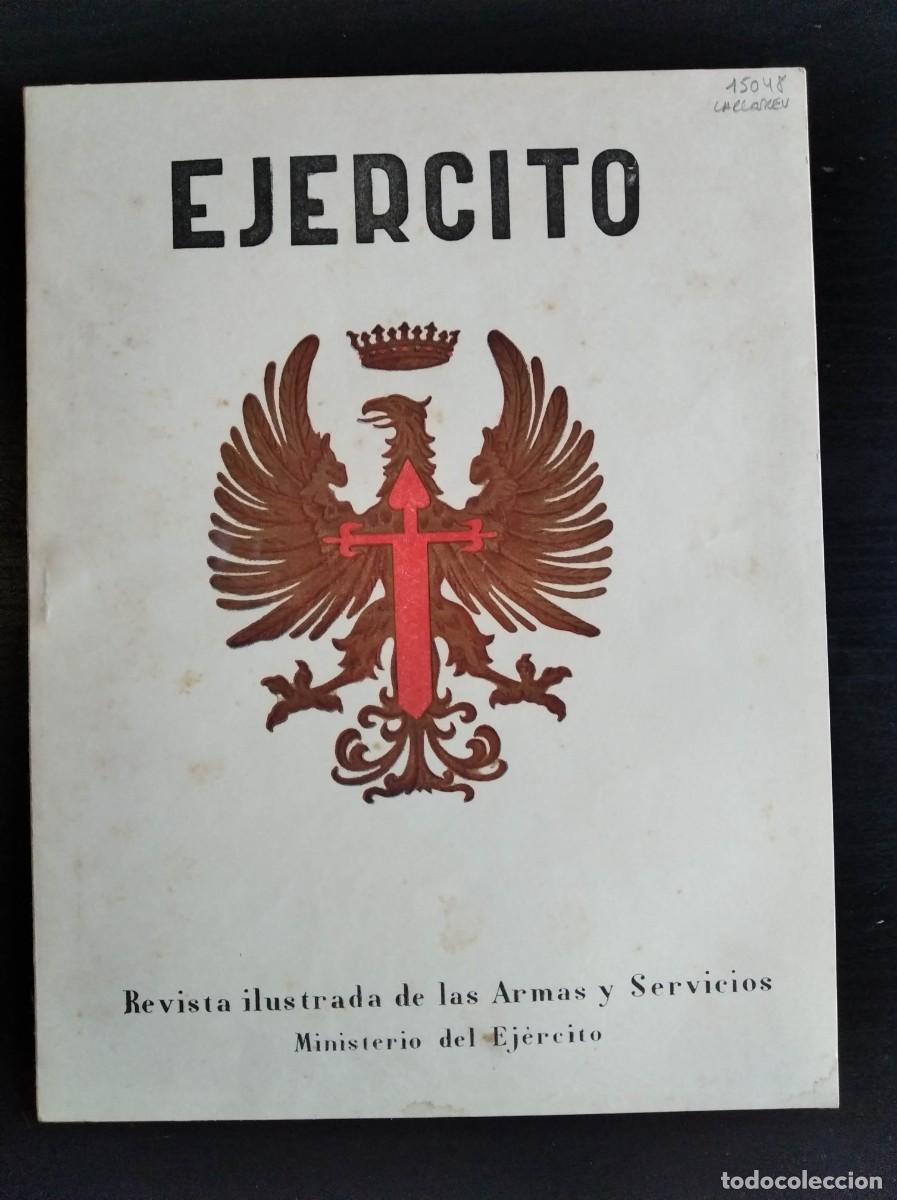 15048
EJERCITO
Revista ilustrada de las Armas y Servicios
Ministerio del Ejército
todocoleccion